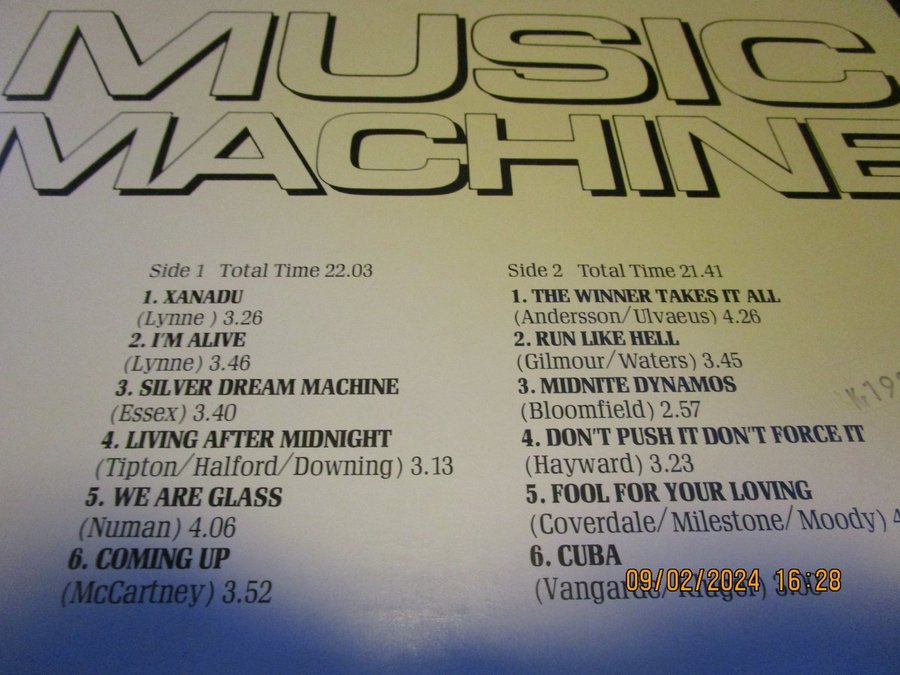 MUSIC
MACHINE
Side 1 Total Time 22.03
1. XANADU
(Lynne ) 3.26
2. I'M ALIVE
(Lynne) 3.46
3. SILVER DREAM MACHINE
(Essex) 3.40
4. LIVING AFTER MIDNIGHT
(Tipton/Halford/Downing) 3.13
5. WE ARE GLASS
(Numan) 4.06
6. COMING UP
(McCartney) 3.52
Side 2 Total Time 21.41
1. THE WINNER TAKES IT ALL
(Andersson/Ulvaeus) 4.26
2. RUN LIKE HELL
(Gilmour/Waters) 3.45
3. MIDNITE DYNAMOS
(Bloomfield) 2.57
4. DON'T PUSH IT DON'T FORCE IT
(Hayward) 3.23
5. FOOL FOR YOUR LOVING
(Coverdale/Milestone/Moody)
6. CUBA
(Vangarde/Kluger)
09/02/2024 16:28